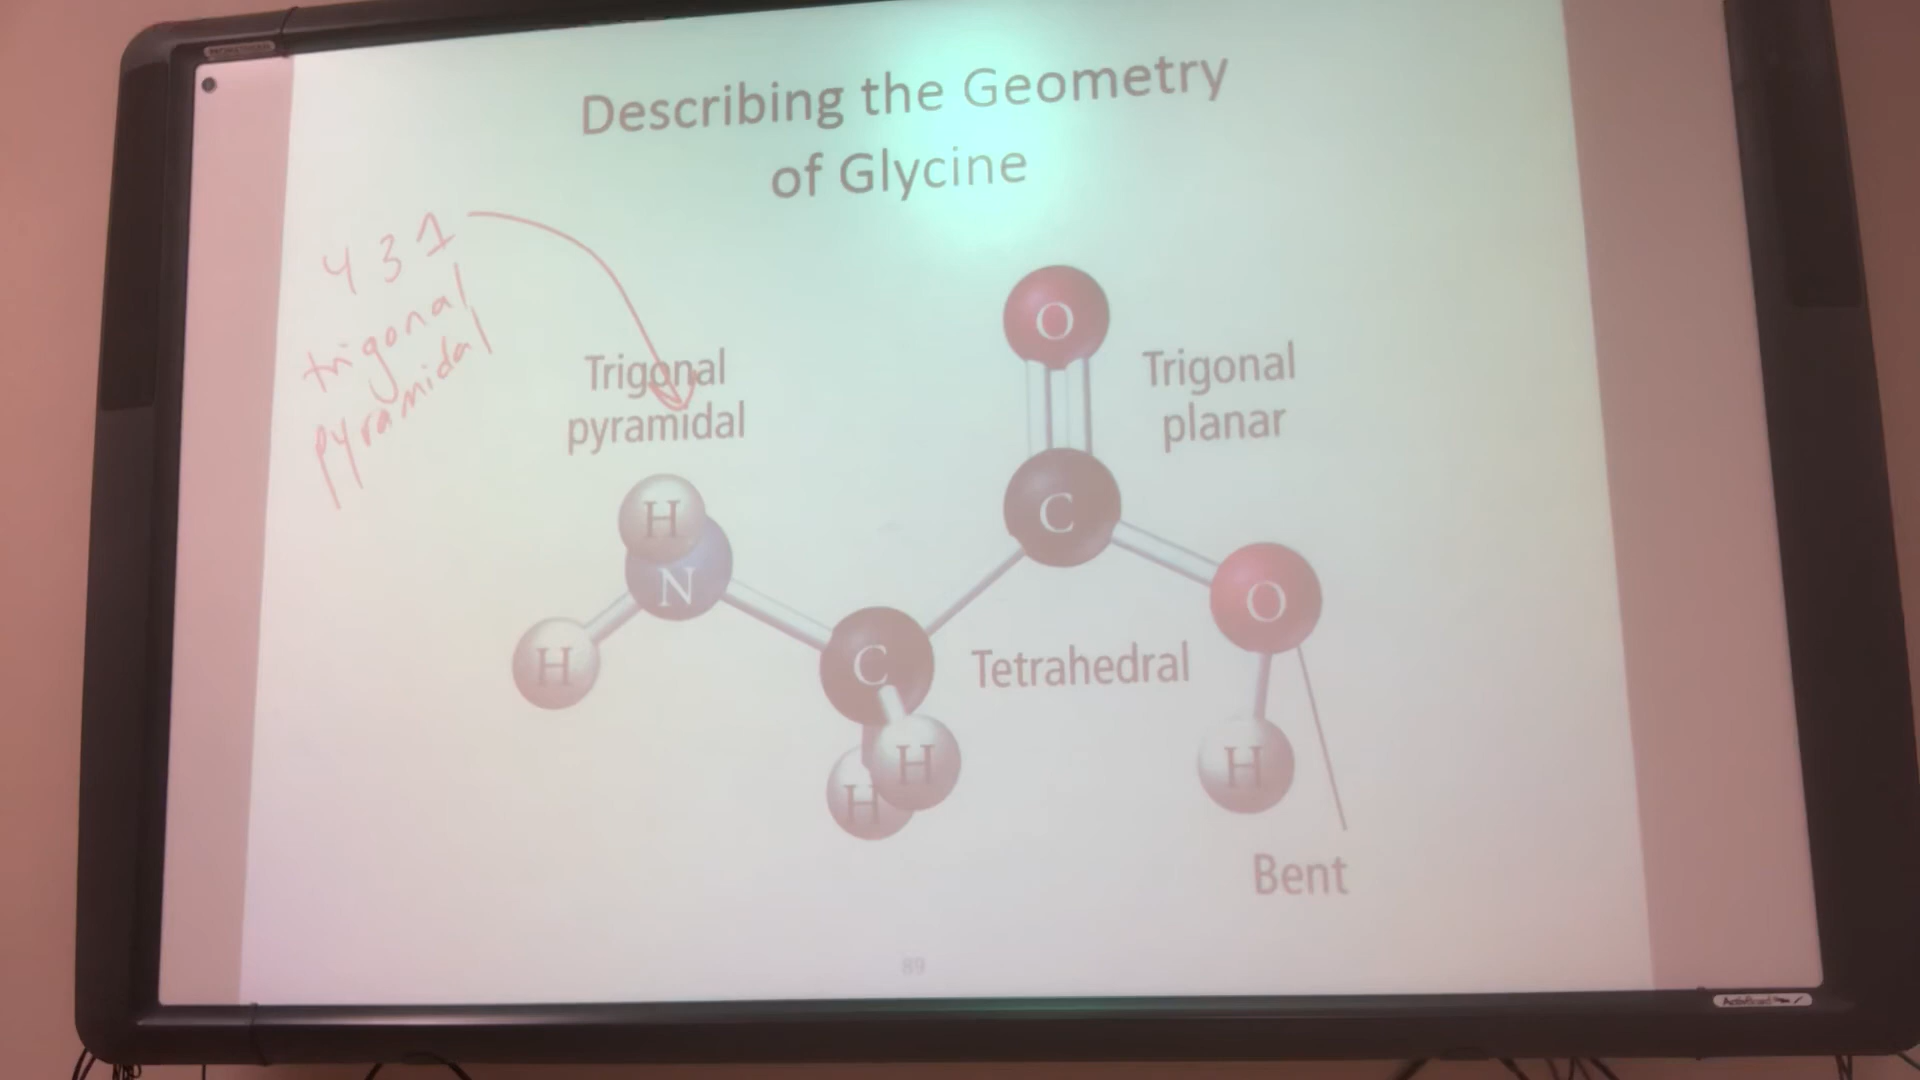 Describing the Geometry
of Glycine
4 3 1
trigonal
pyramidal
Trigonal
pyramidal
O
Trigonal
planar
C
H
N
O
H
C
Tetrahedral
H
H
H
Bent
89